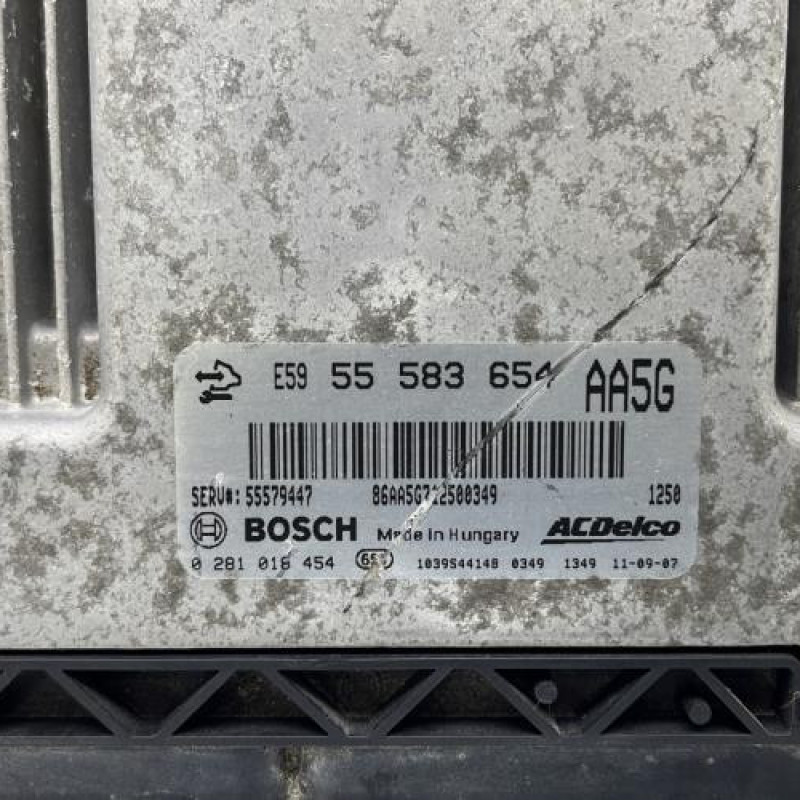 E59 55 583 654 AA5G
SERV#: 55579447 86AA5G712500349 1250
BOSCH Made in Hungary ACDelco
0 281 018 454 1039S44148 0349 1349 11-09-07